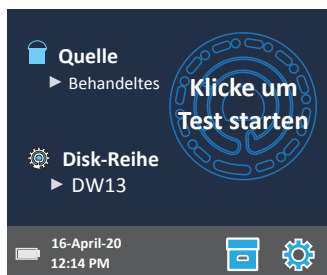 Quelle
Behandeltes
Klicke um
Test starten
Disk-Reihe
DW13
16-April-20
12:14 PM